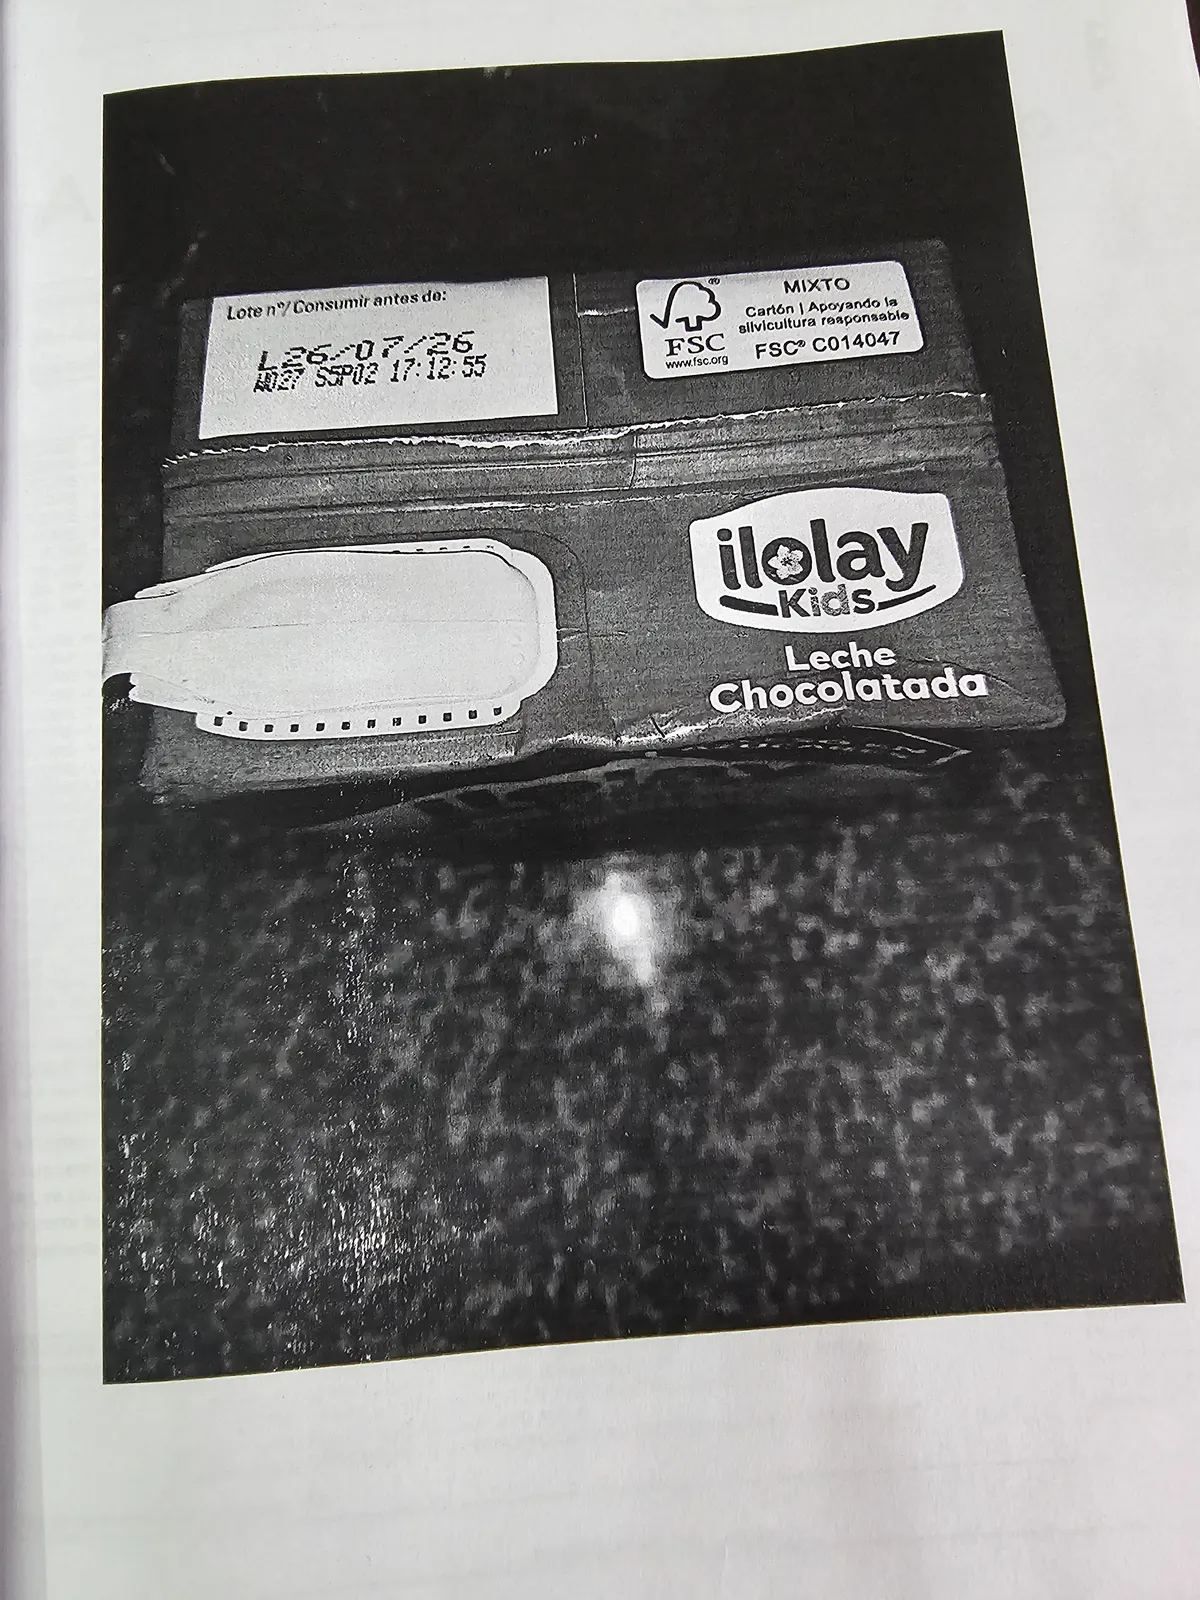 Lote nº/ Consumir antes de:
L26/07/26
S5P02 17:12:55
MIXTO
Cartón | Apoyando la
silvicultura responsable
FSC® C014047
®
FSC
www.fsc.org
ilolay
Kids
Leche
Chocolatada